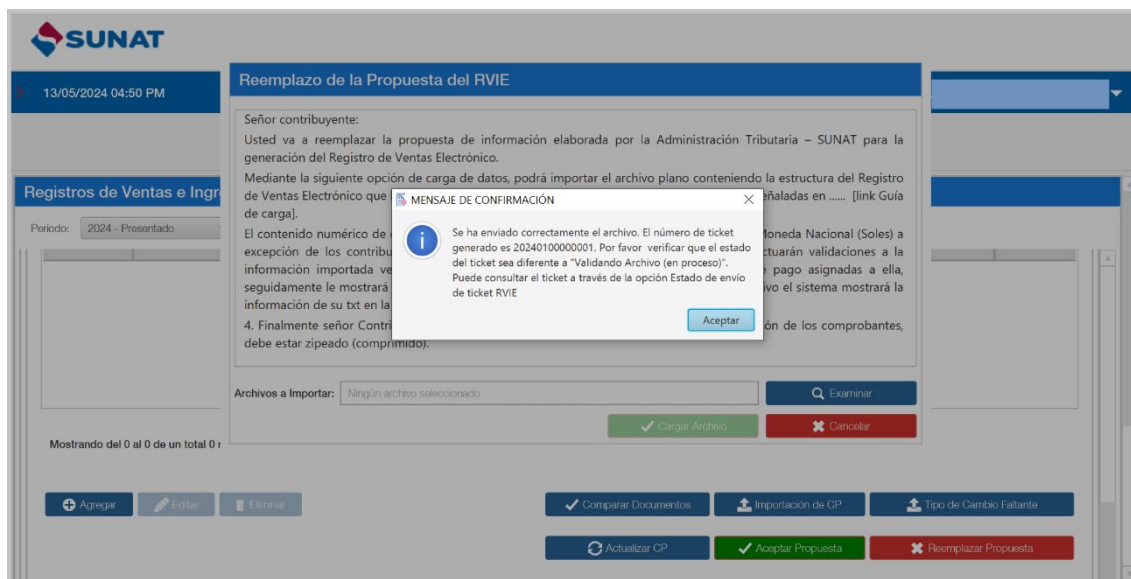 SUNAT
13/05/2024 04:50 PM
Reemplazo de la Propuesta del RVIE
Señor contribuyente:
Usted va a reemplazar la propuesta de información elaborada por la Administración Tributaria – SUNAT para la
generación del Registro de Ventas Electrónico.
Mediante la siguiente opción de carga de datos, podrá importar el archivo plano conteniendo la estructura del Registro
de Ventas Electrónico que señaladas en ...... [link Guía
de carga].
El contenido numérico de Moneda Nacional (Soles) a
excepción de los validaciones a la
información importada pago asignadas a ella,
seguidamente le mostrará el sistema mostrará la
información de su txt en la
4. Finalmente señor de los comprobantes,
debe estar zipeado (comprimido).
MENSAJE DE CONFIRMACIÓN
Se ha enviado correctamente el archivo. El número de ticket
generado es 20240100000001. Por favor verificar que el estado
del ticket sea diferente a "Validando Archivo (en proceso)".
Puede consultar el ticket a través de la opción Estado de envío
de ticket RVIE
Aceptar
Registros de Ventas e
Periodo: 2024 - Presentado
Archivos a Importar: Ningún archivo seleccionado Examinar
Cargar Archivo Cancelar
Mostrando del 0 al 0 de un total 0
Agregar Editar Eliminar Comparar Documentos Importación de CP Tipo de Cambio Faltante
Actualizar CP Aceptar Propuesta Reemplazar Propuesta